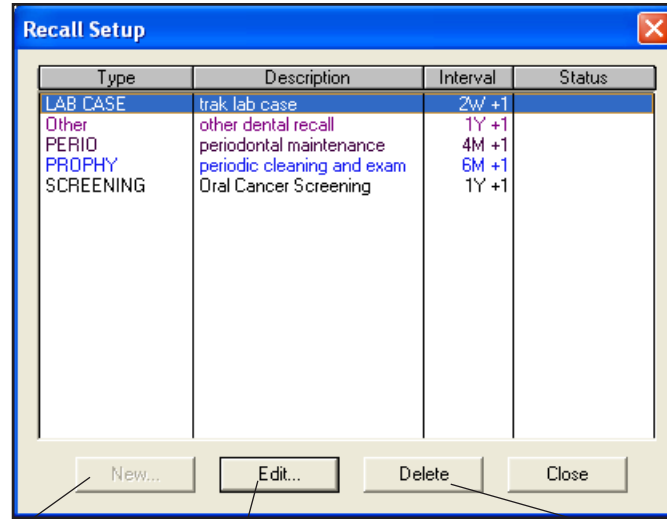 Recall Setup
Type Description Interval Status
LAB CASE trak lab case 2W +1
Other other dental recall 1Y +1
PERIO periodontal maintenance 4M +1
PROPHY periodic cleaning and exam 6M +1
SCREENING Oral Cancer Screening 1Y +1
New... Edit... Delete Close